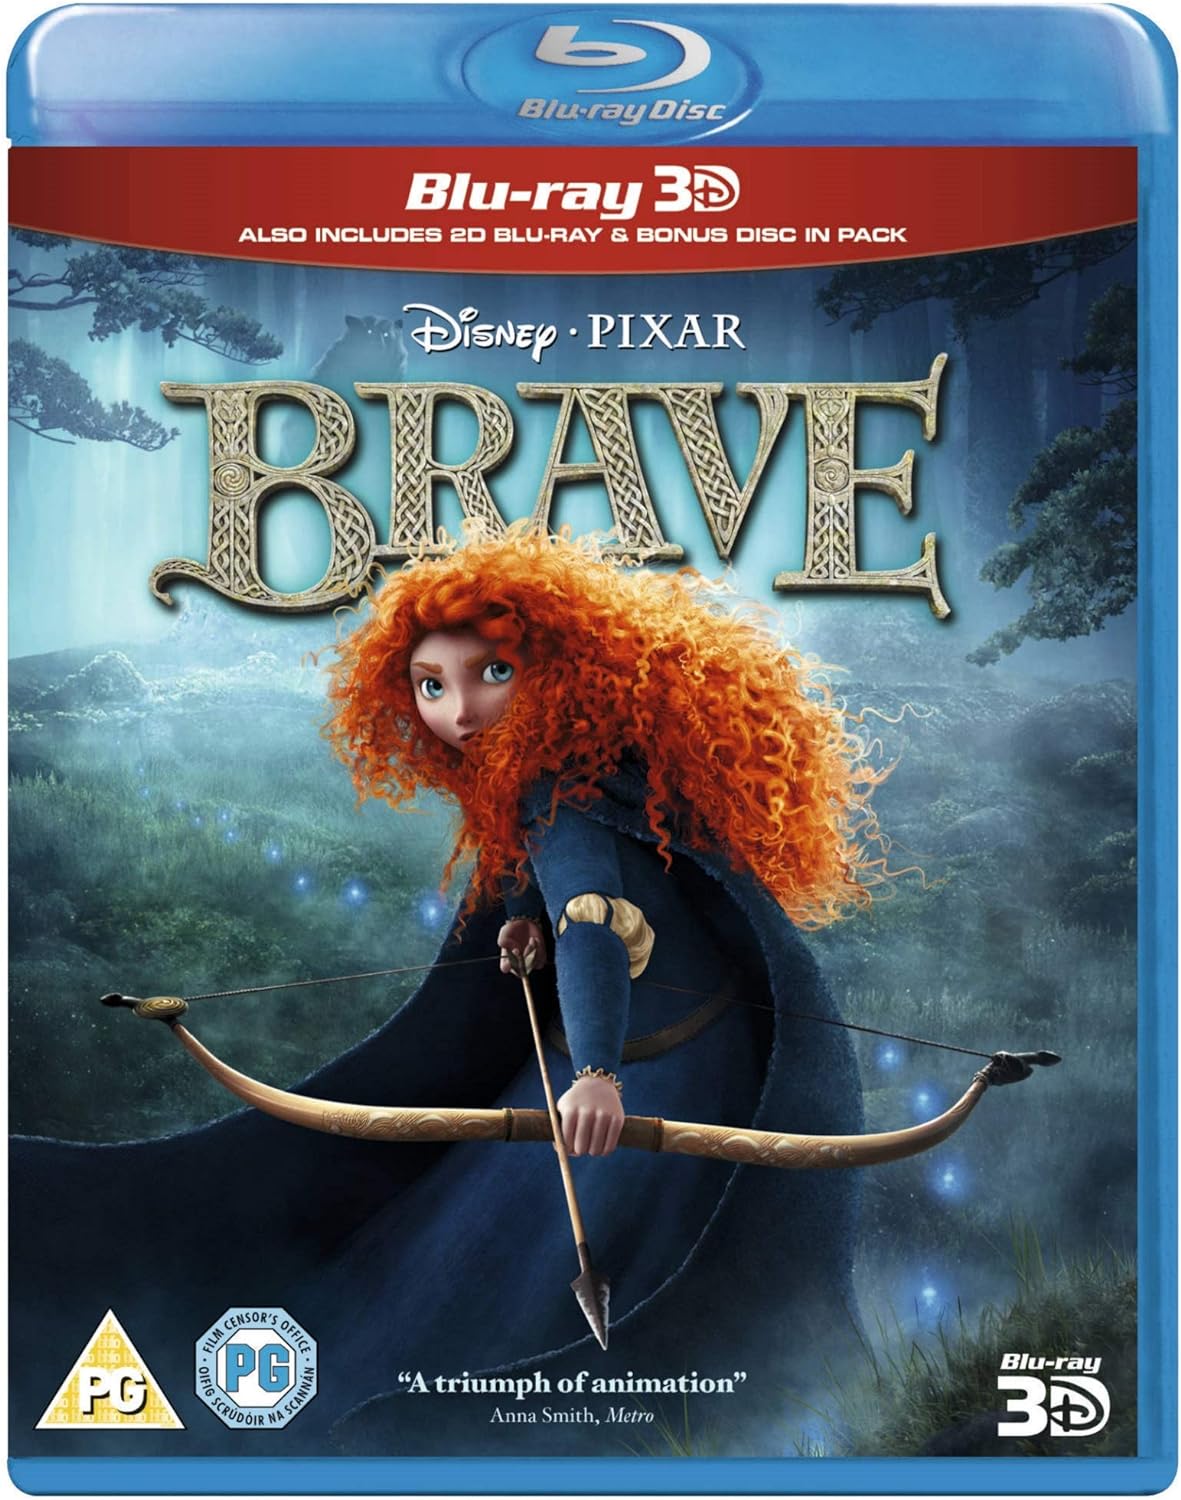 Blu-ray Disc
Blu-ray 3D
ALSO INCLUDES 2D BLU-RAY & BONUS DISC IN PACK
Disney · PIXAR
BRAVE
PG
· FILM CENSOR'S OFFICE ·
PG
OIFIG SCRÚDÓIR NA SCANNÁN
“A triumph of animation”
Anna Smith, Metro
Blu-ray
3D